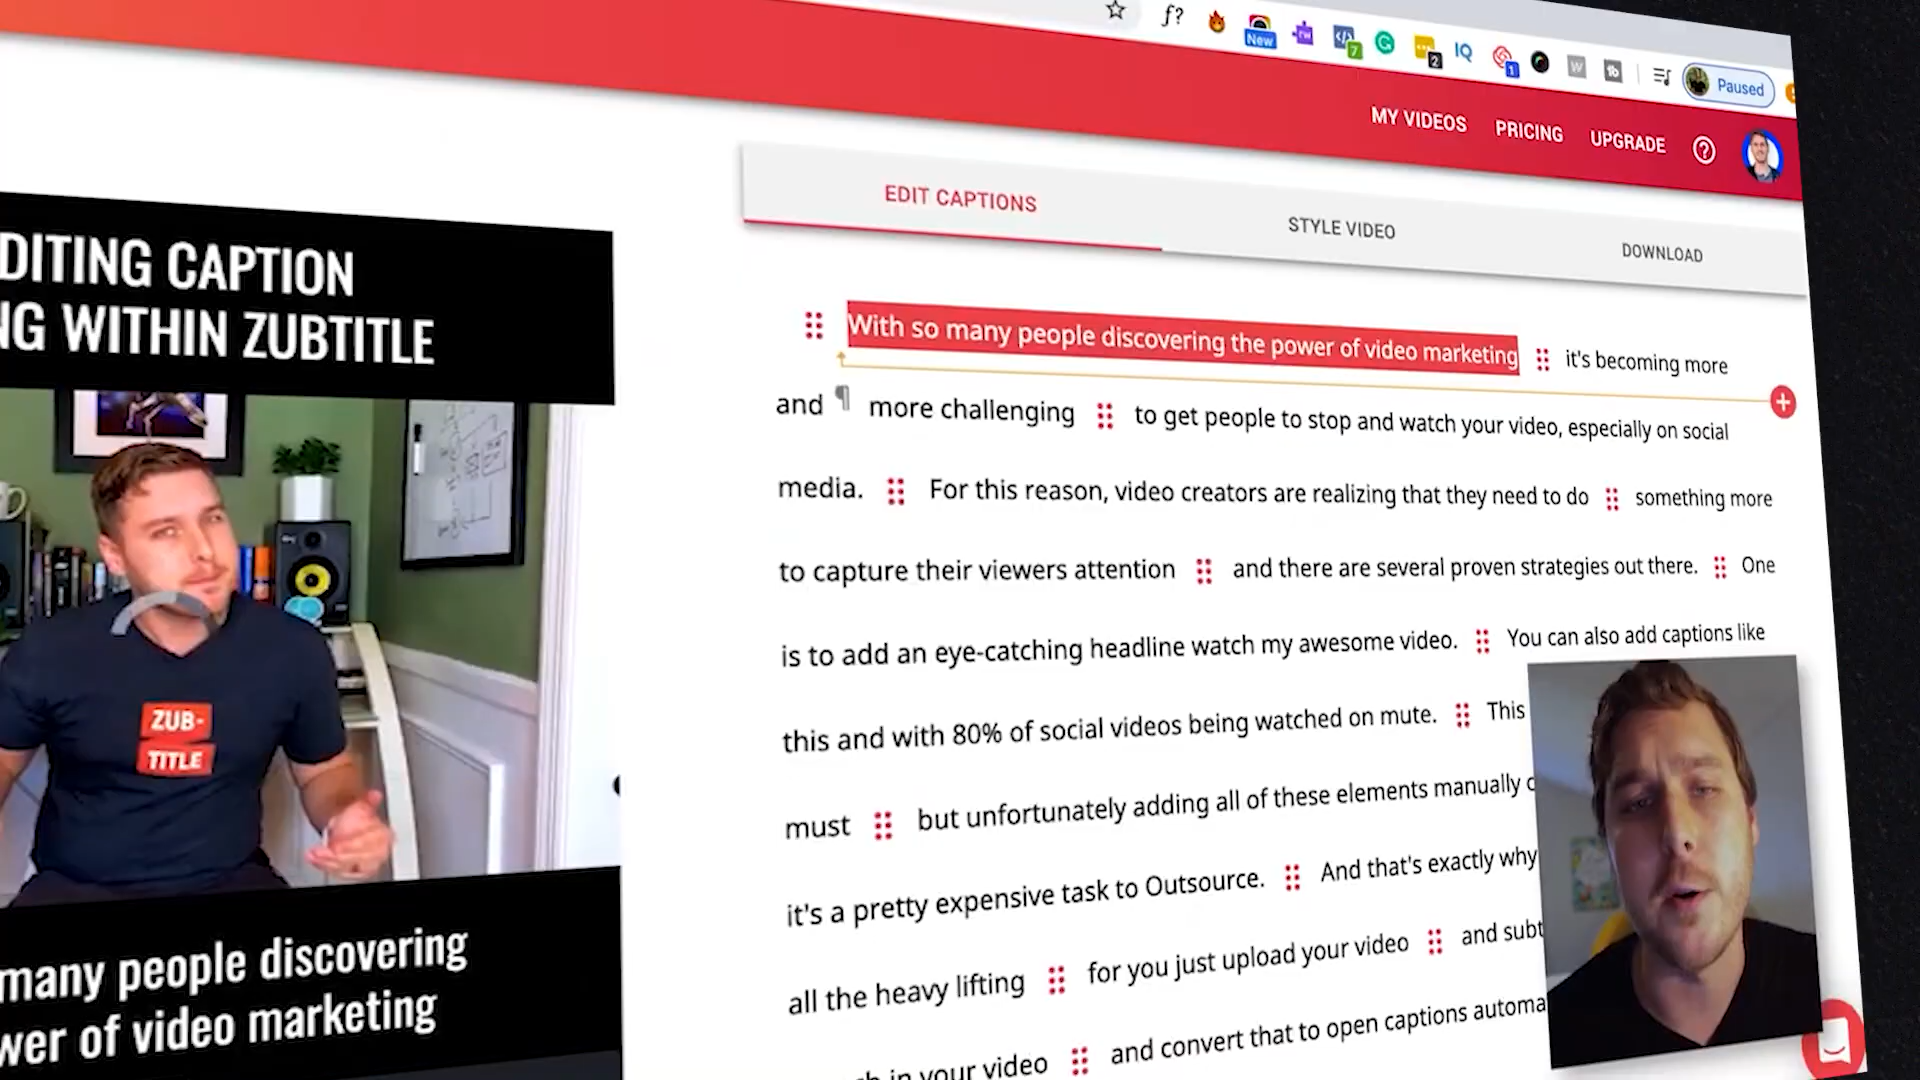 New
7
2
IQ
1
Paused
MY VIDEOS
PRICING
UPGRADE
EDIT CAPTIONS
STYLE VIDEO
DOWNLOAD
DITING CAPTION
NG WITHIN ZUBTITLE
ZUB-
TITLE
many people discovering
wer of video marketing
With so many people discovering the power of video marketing it's becoming more
and ¶ more challenging to get people to stop and watch your video, especially on social
media. For this reason, video creators are realizing that they need to do something more
to capture their viewers attention and there are several proven strategies out there. One
is to add an eye-catching headline watch my awesome video. You can also add captions like
this and with 80% of social videos being watched on mute. This
must but unfortunately adding all of these elements manually
it's a pretty expensive task to Outsource. And that's exactly why
all the heavy lifting for you just upload your video and subt
in your video and convert that to open captions automa